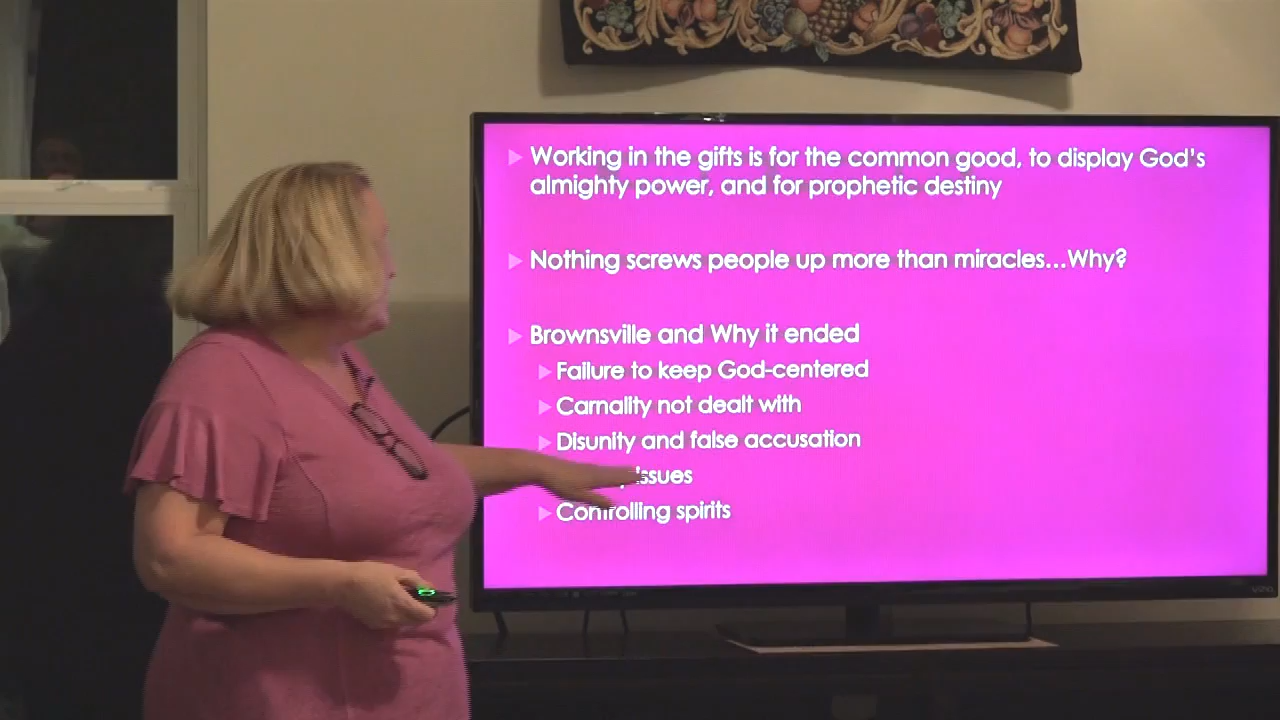 Working in the gifts is for the common good, to display God's
almighty power, and for prophetic destiny
Nothing screws people up more than miracles...Why?
Brownsville and Why it ended
Failure to keep God-centered
Carnality not dealt with
Disunity and false accusation
issues
Controlling spirits
VIZIO